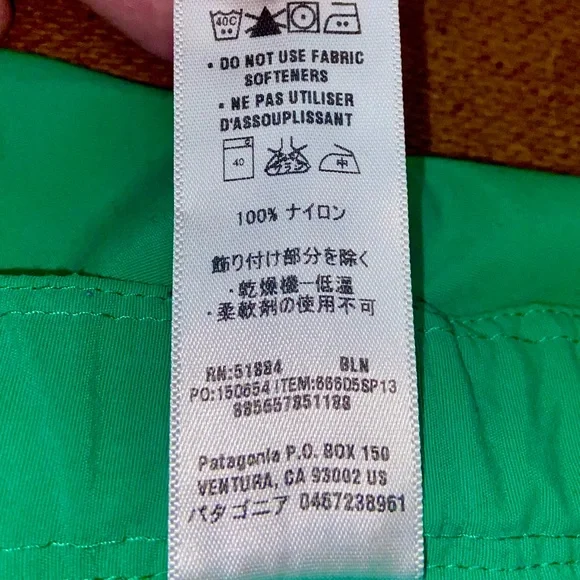 40C
• DO NOT USE FABRIC
SOFTENERS
• NE PAS UTILISER
D'ASSOUPLISSANT
40 中
100% ナイロン
飾り付け部分を除く
・乾燥機一低温
・柔軟剤の使用不可
RN:51884 BLN
PO:150654 ITEM:66605SP13
885657851188
Patagonia P.O. BOX 150
VENTURA, CA 93002 US
パタゴニア 0467238961